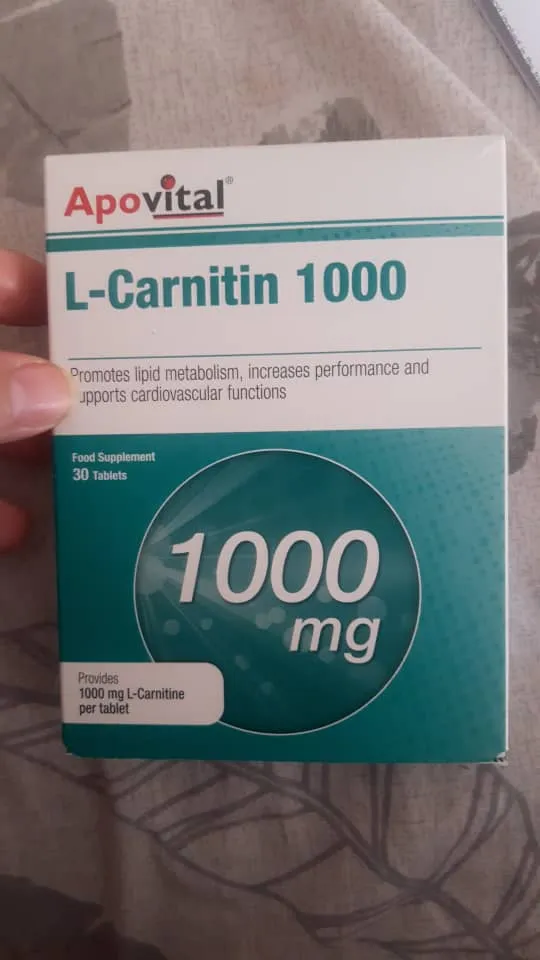 Apovital®
L-Carnitin 1000
Promotes lipid metabolism, increases performance and
supports cardiovascular functions
Food Supplement
30 Tablets
1000
mg
Provides
1000 mg L-Carnitine
per tablet